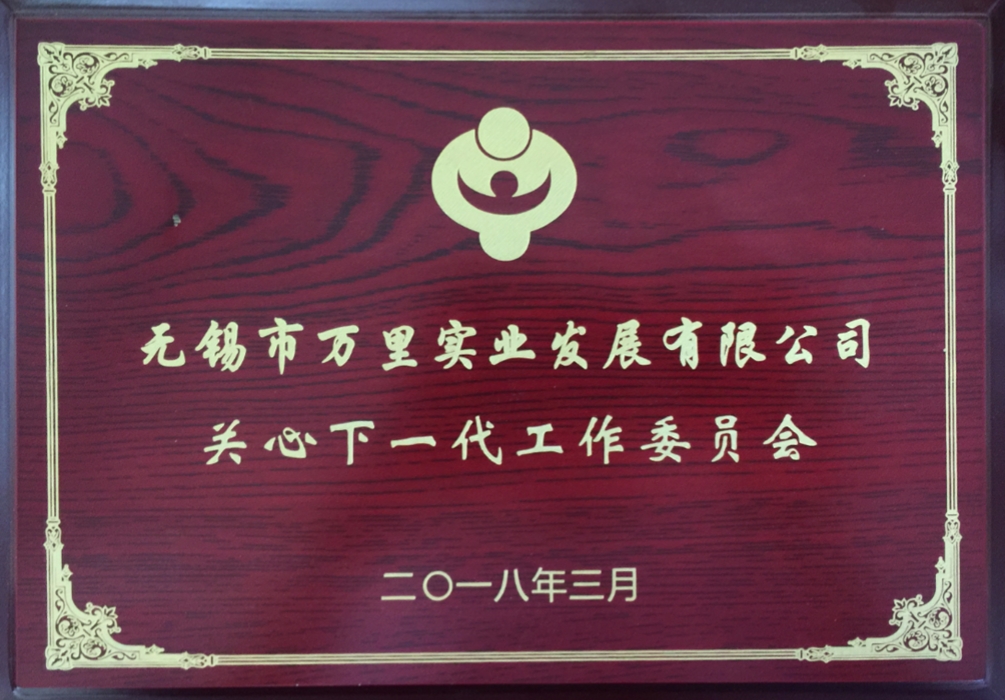 无锡市万里实业发展有限公司
关心下一代工作委员会
二〇一八年三月